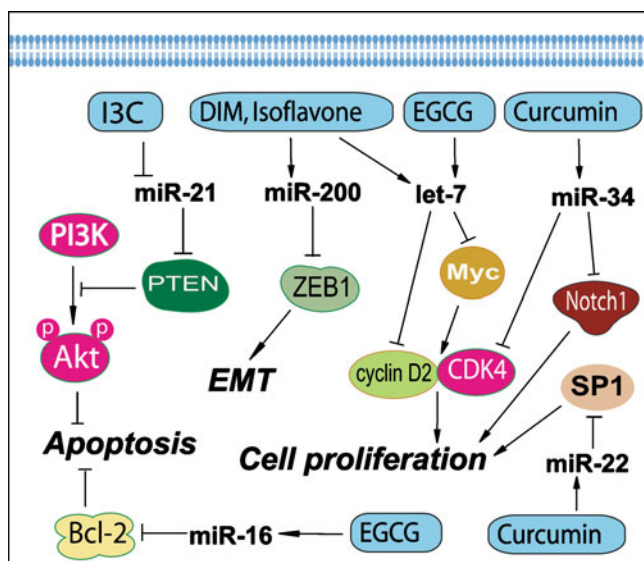 I3C
DIM, Isoflavone
EGCG
Curcumin
miR-21
miR-200
let-7
miR-34
PI3K
PTEN
ZEB1
Myc
Notch1
p
p
Akt
EMT
cyclin D2
CDK4
SP1
Apoptosis
Cell proliferation
miR-22
Bcl-2
miR-16
EGCG
Curcumin